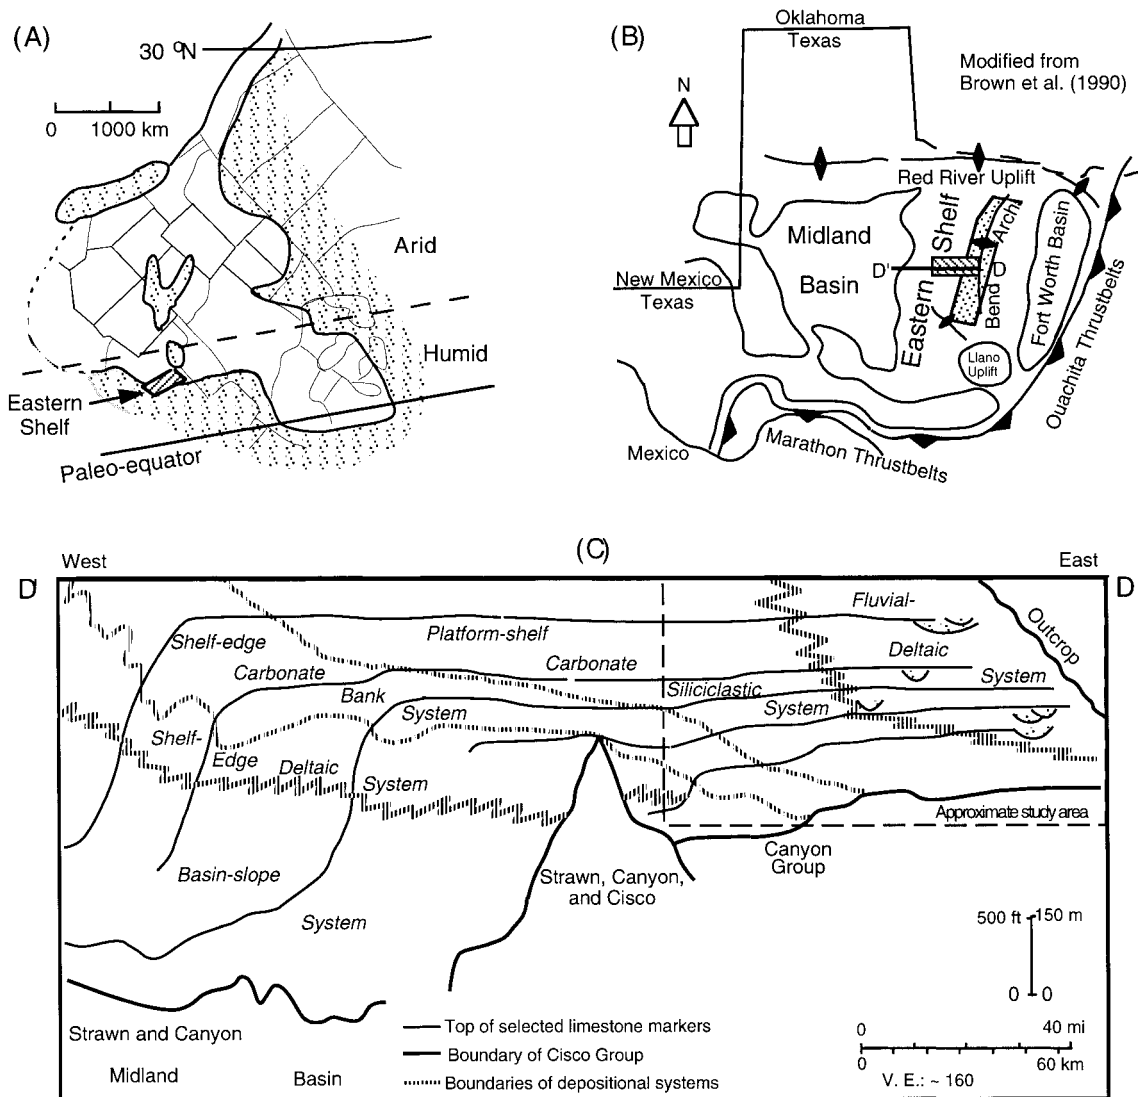 (A)
30 °N
0 1000 km
Arid
Humid
Eastern
Shelf
Paleo-equator
(B)
Oklahoma
Texas
Modified from
Brown et al. (1990)
N
Red River Uplift
Midland
Basin
Eastern Shelf
D' D
Bend Arch
Fort Worth Basin
Ouachita Thrustbelts
New Mexico
Texas
Llano
Uplift
Mexico
Marathon Thrustbelts
(C)
West
East
D'
D
Fluvial-
Deltaic
System
Outcrop
Shelf-edge
Carbonate
Bank
System
Platform-shelf
Carbonate
Siliciclastic
System
Shelf-
Edge
Deltaic
System
Approximate study area
Canyon
Group
Basin-slope
System
Strawn, Canyon,
and Cisco
500 ft 150 m
0 0
Strawn and Canyon
Midland Basin
Top of selected limestone markers
Boundary of Cisco Group
Boundaries of depositional systems
0 40 mi
60 km
V. E.: ~ 160